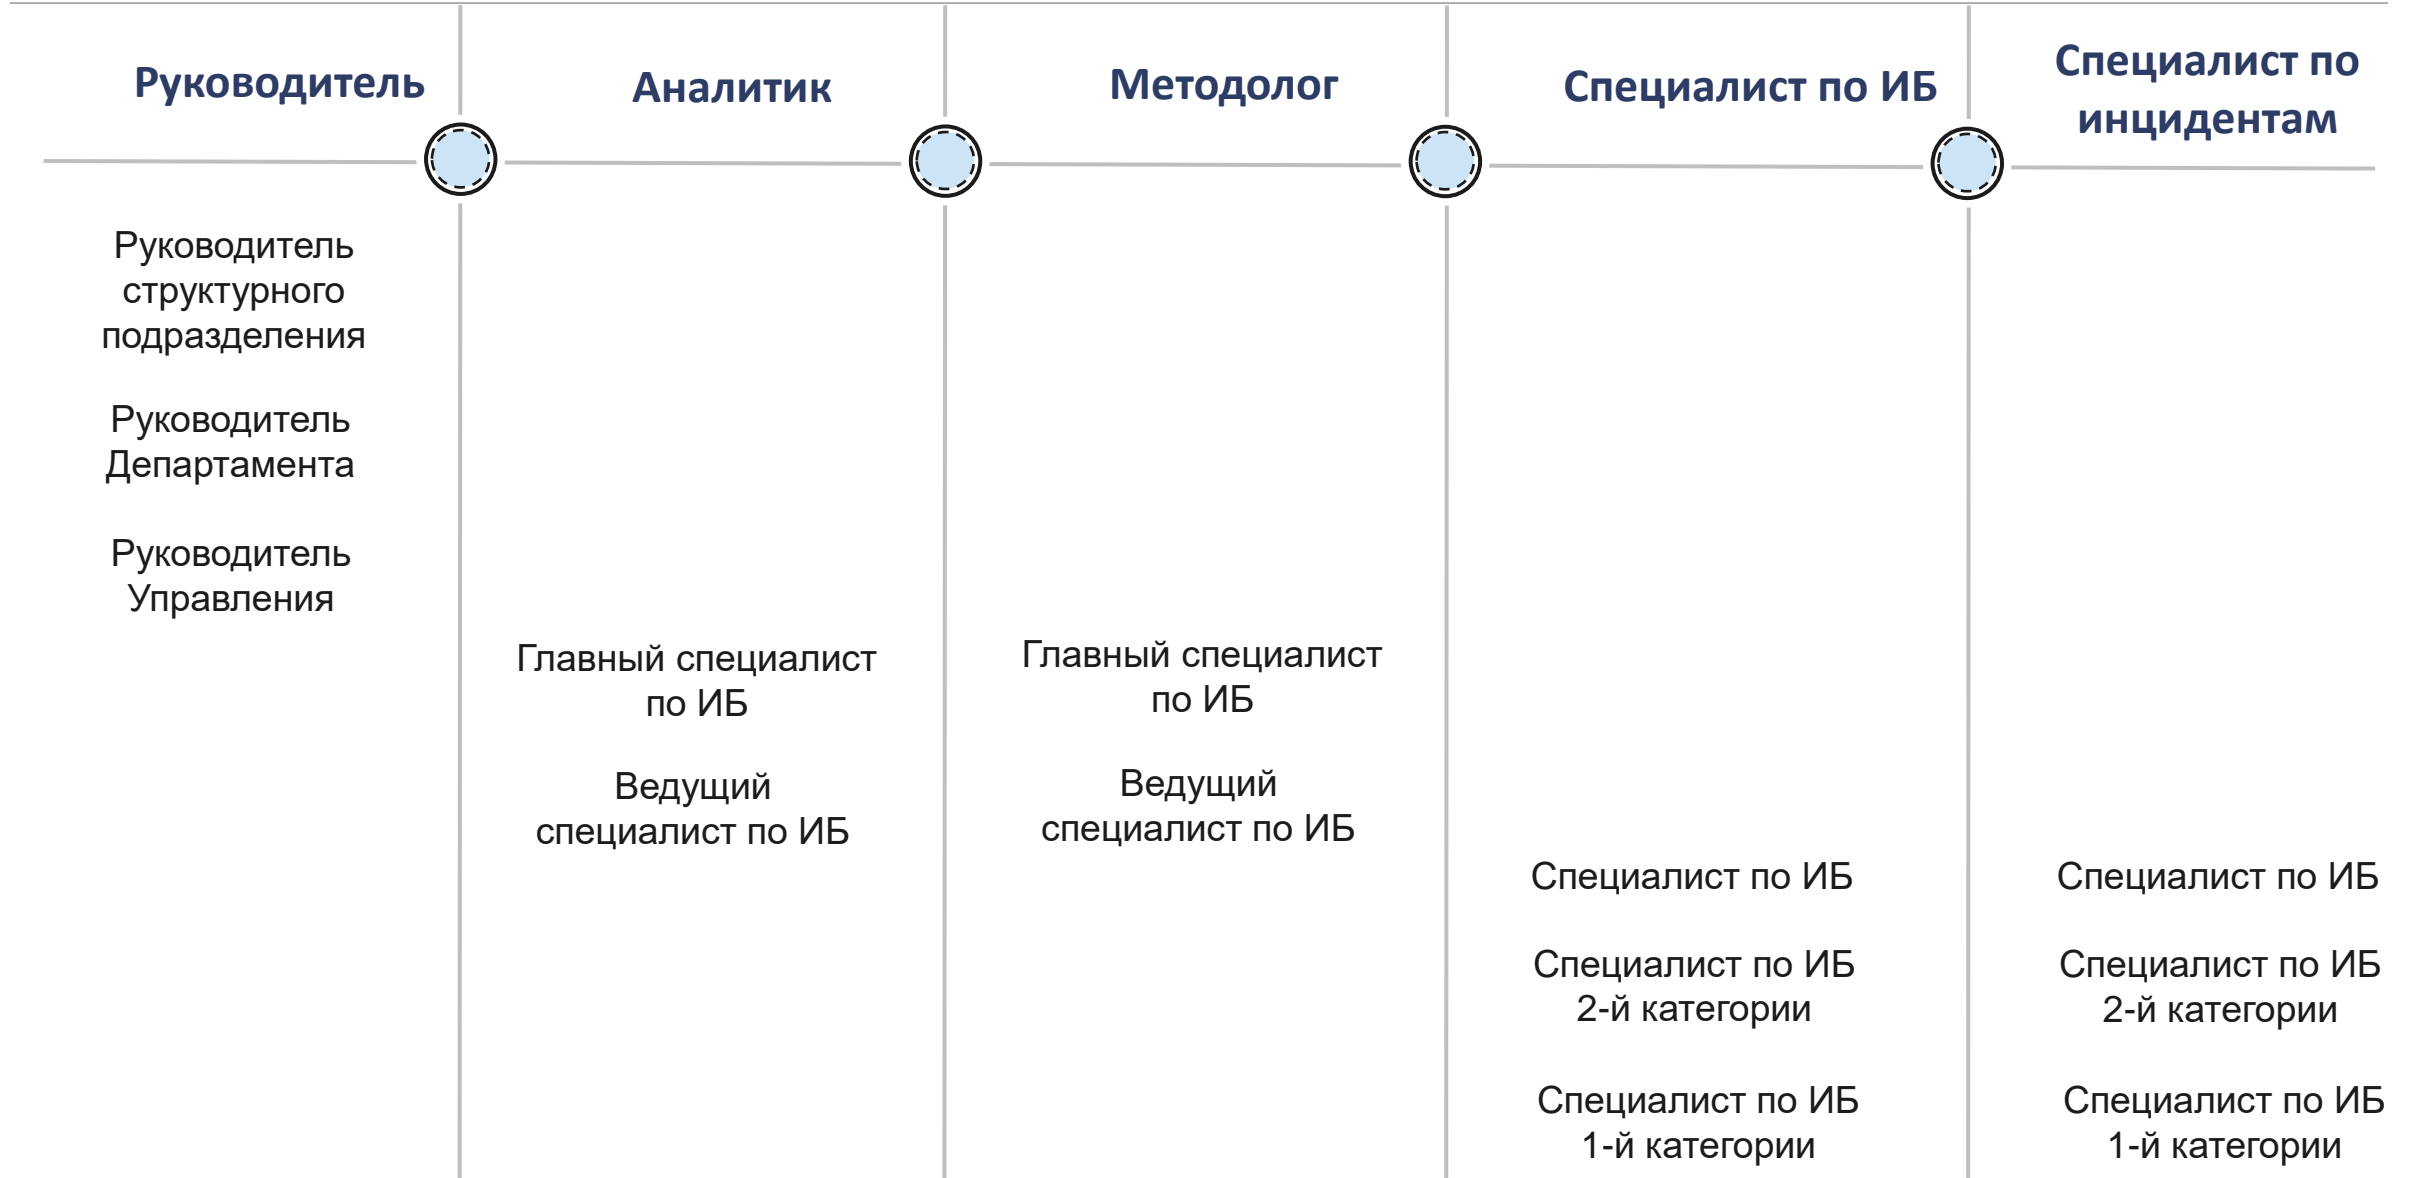 Руководитель
Аналитик
Методолог
Специалист по ИБ
Специалист по
инцидентам
Руководитель
структурного
подразделения
Руководитель
Департамента
Руководитель
Управления
Главный специалист
по ИБ
Ведущий
специалист по ИБ
Главный специалист
по ИБ
Ведущий
специалист по ИБ
Специалист по ИБ
Специалист по ИБ
2-й категории
Специалист по ИБ
1-й категории
Специалист по ИБ
Специалист по ИБ
2-й категории
Специалист по ИБ
1-й категории